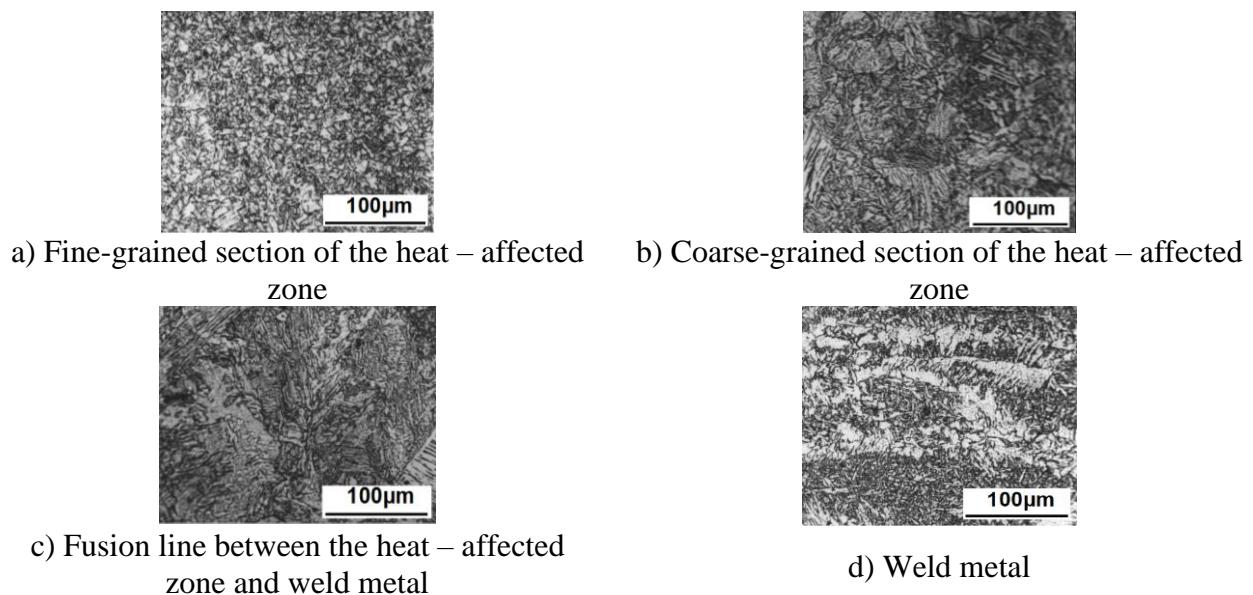 100µm
100µm
a) Fine-grained section of the heat – affected
zone
b) Coarse-grained section of the heat – affected
zone
100µm
100µm
c) Fusion line between the heat – affected
zone and weld metal
d) Weld metal